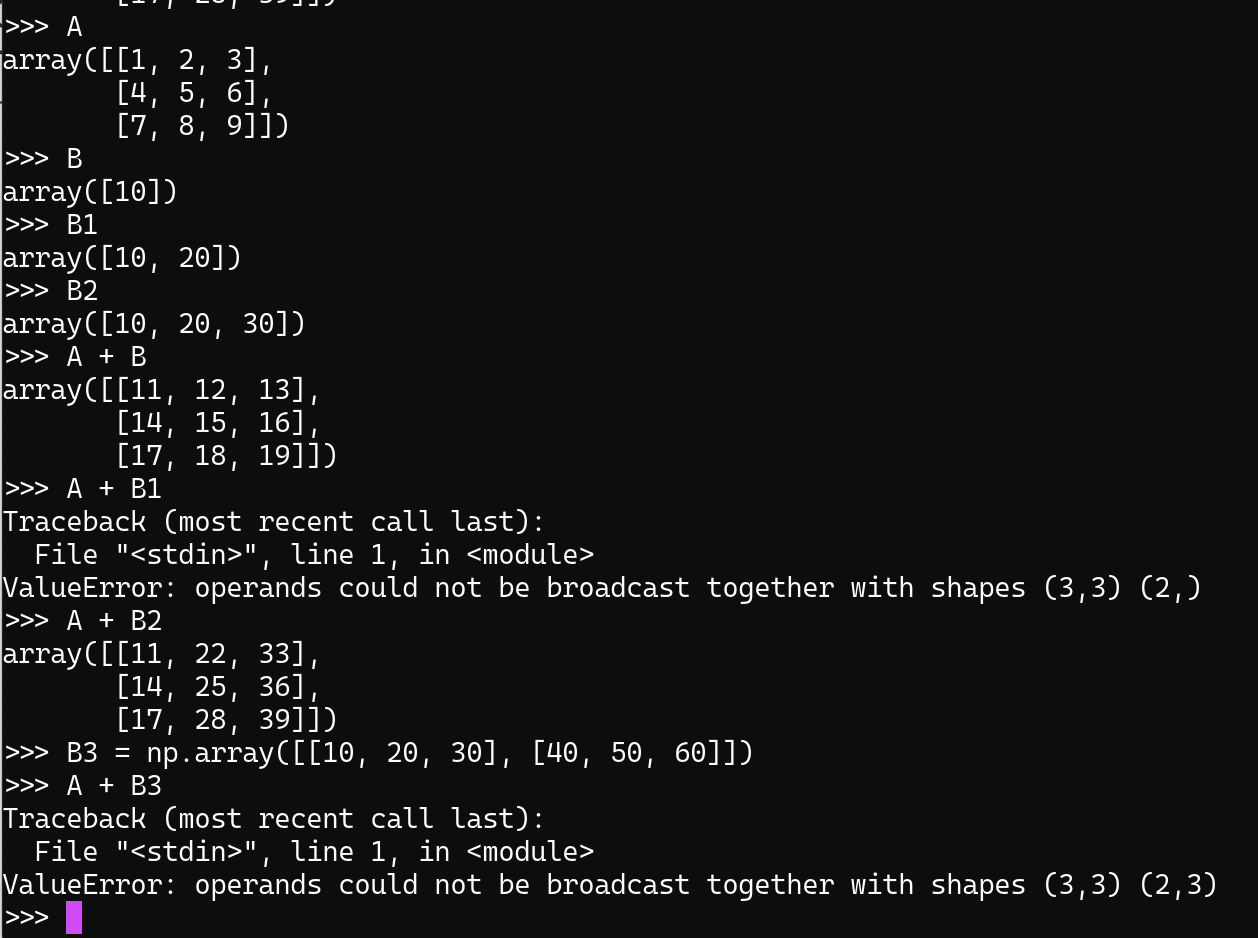 [17, 28, 39]])
>>> A
array([[1, 2, 3],
       [4, 5, 6],
       [7, 8, 9]])
>>> B
array([10])
>>> B1
array([10, 20])
>>> B2
array([10, 20, 30])
>>> A + B
array([[11, 12, 13],
       [14, 15, 16],
       [17, 18, 19]])
>>> A + B1
Traceback (most recent call last):
  File "<stdin>", line 1, in <module>
ValueError: operands could not be broadcast together with shapes (3,3) (2,)
>>> A + B2
array([[11, 22, 33],
       [14, 25, 36],
       [17, 28, 39]])
>>> B3 = np.array([[10, 20, 30], [40, 50, 60]])
>>> A + B3
Traceback (most recent call last):
  File "<stdin>", line 1, in <module>
ValueError: operands could not be broadcast together with shapes (3,3) (2,3)
>>>